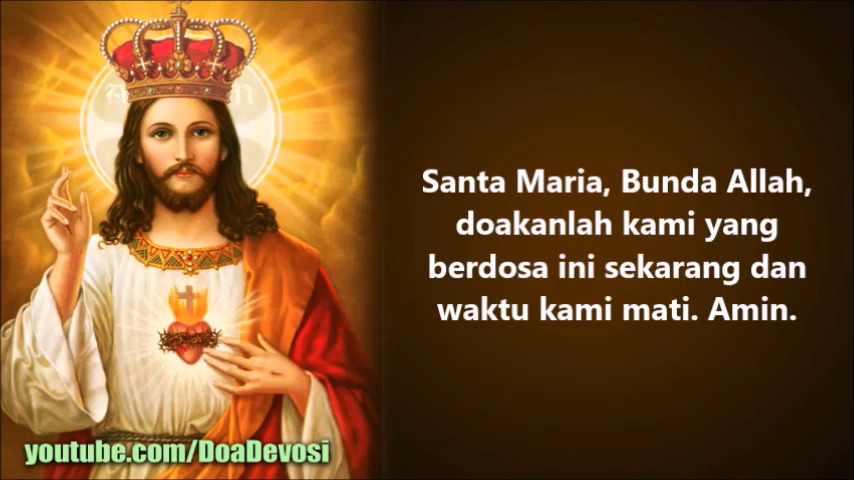 Santa Maria, Bunda Allah,
doakanlah kami yang
berdosa ini sekarang dan
waktu kami mati. Amin.
youtube.com/DoaDevosi